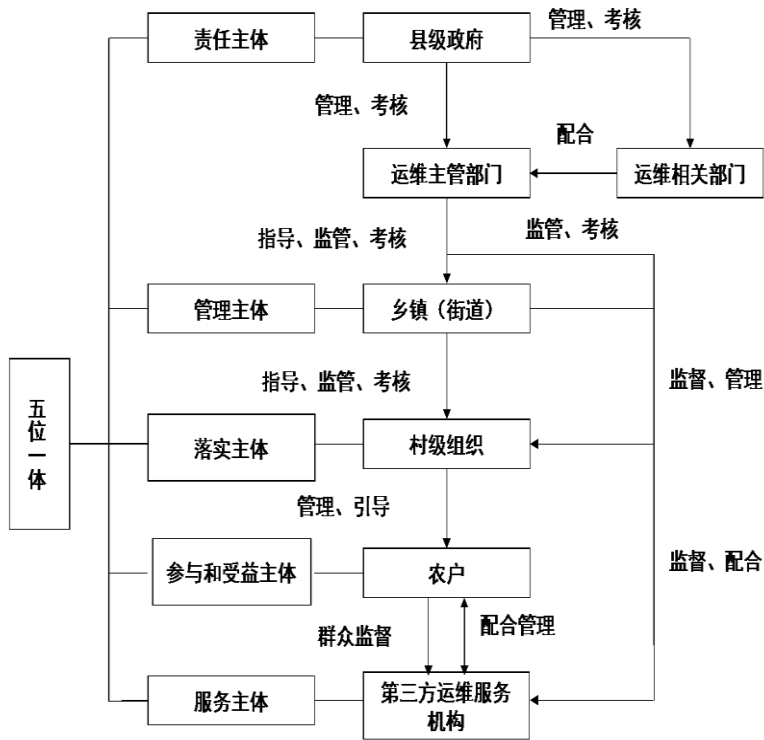 责任主体
县级政府
管理、考核
管理、考核
配合
运维主管部门
运维相关部门
指导、监管、考核
监管、考核
管理主体
乡镇（街道）
指导、监管、考核
监督、管理
五位一体
落实主体
村级组织
管理、引导
参与和受益主体
农户
监督、配合
群众监督
配合管理
服务主体
第三方运维服务
机构